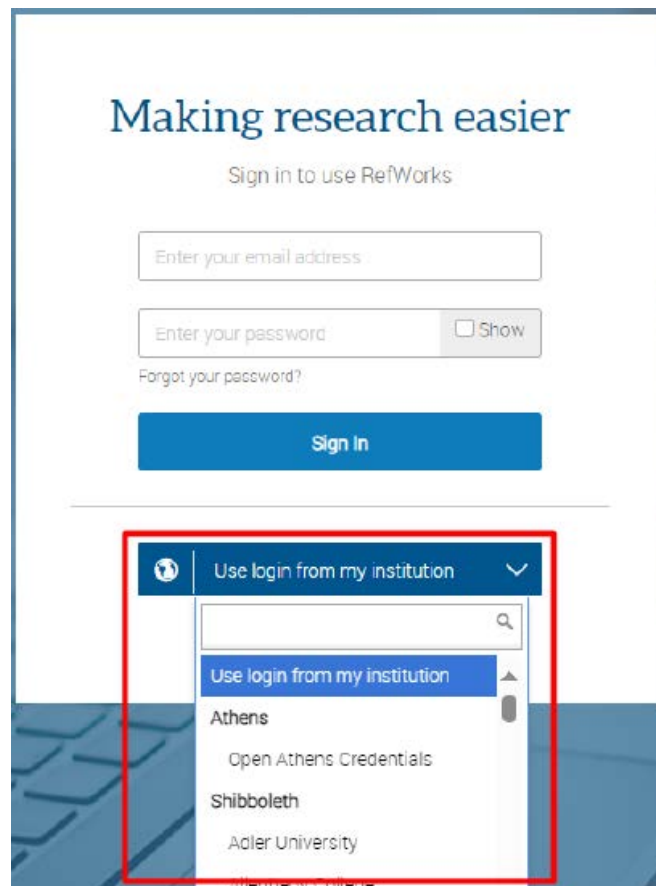 Making research easier
Sign in to use RefWorks
Enter your email address
Enter your password
Show
Forgot your password?
Sign In
Use login from my institution
Use login from my institution
Athens
Open Athens Credentials
Shibboleth
Adler University